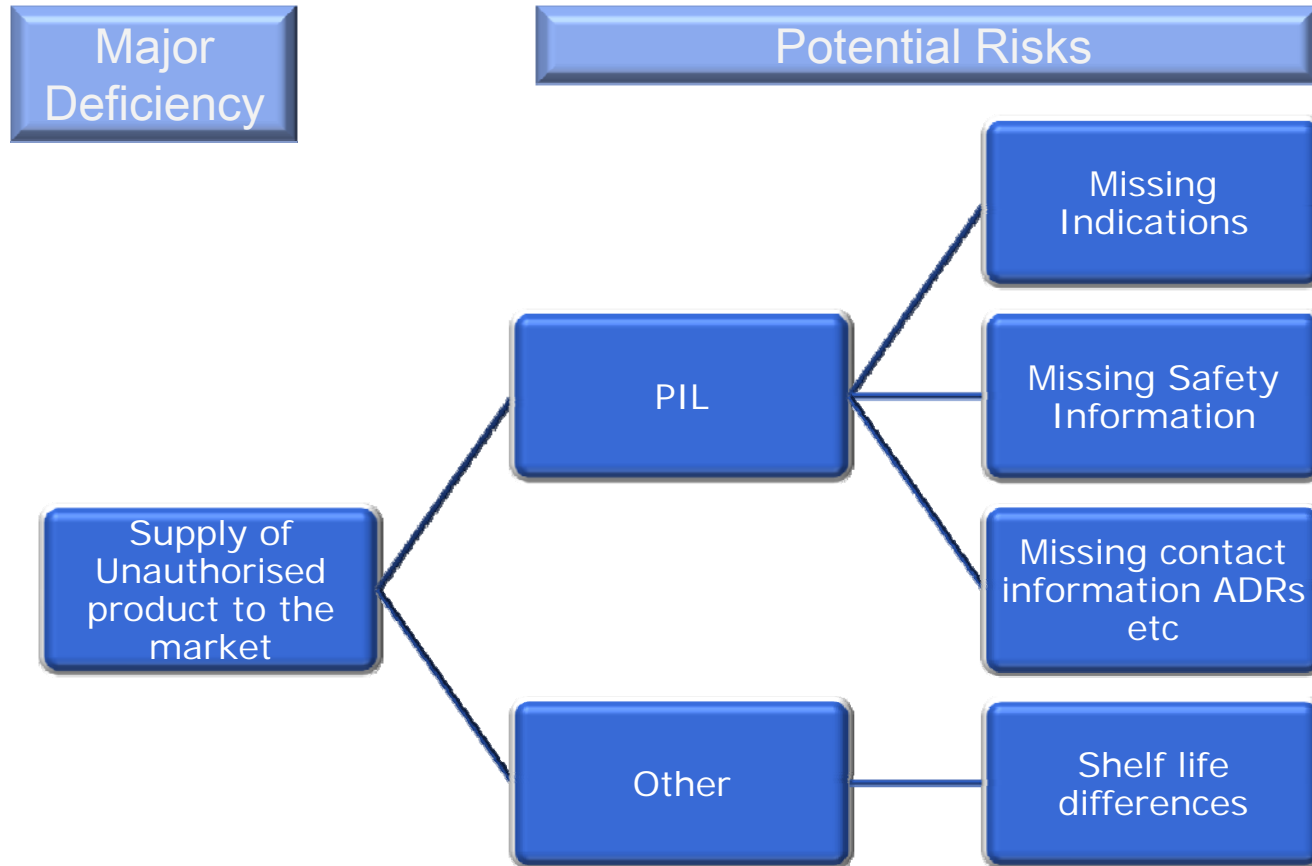 Major
Deficiency
Potential Risks
Missing
Indications
PIL
Missing Safety
Information
Supply of
Unauthorised
product to the
market
Missing contact
information ADRs
etc
Other
Shelf life
differences